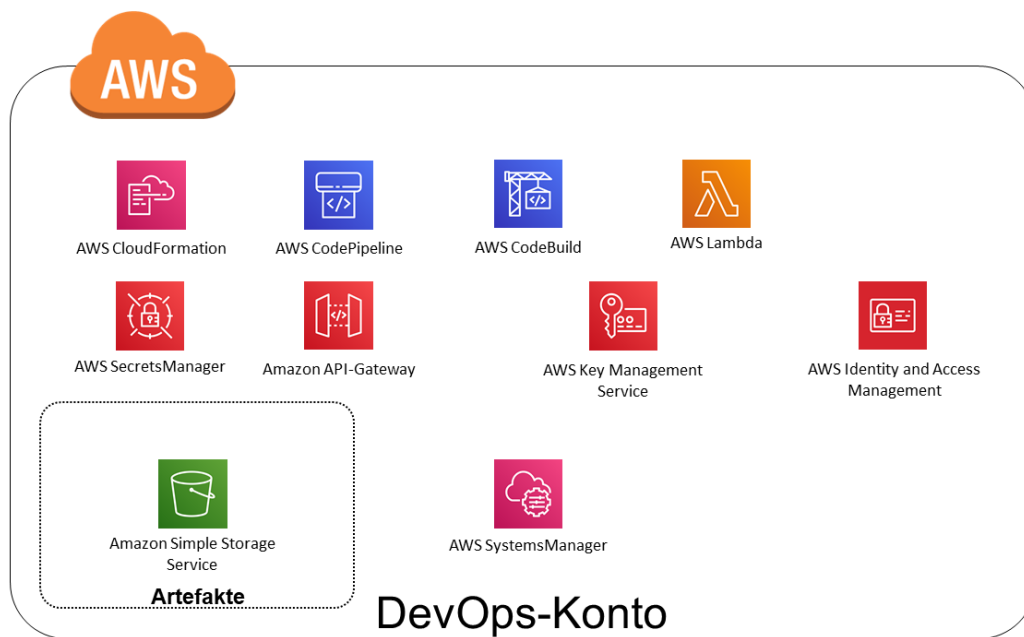 AWS
AWS CloudFormation
AWS CodePipeline
AWS CodeBuild
AWS Lambda
AWS SecretsManager
Amazon API-Gateway
AWS Key Management
Service
AWS Identity and Access
Management
Amazon Simple Storage
Service
Artefakte
AWS SystemsManager
DevOps-Konto